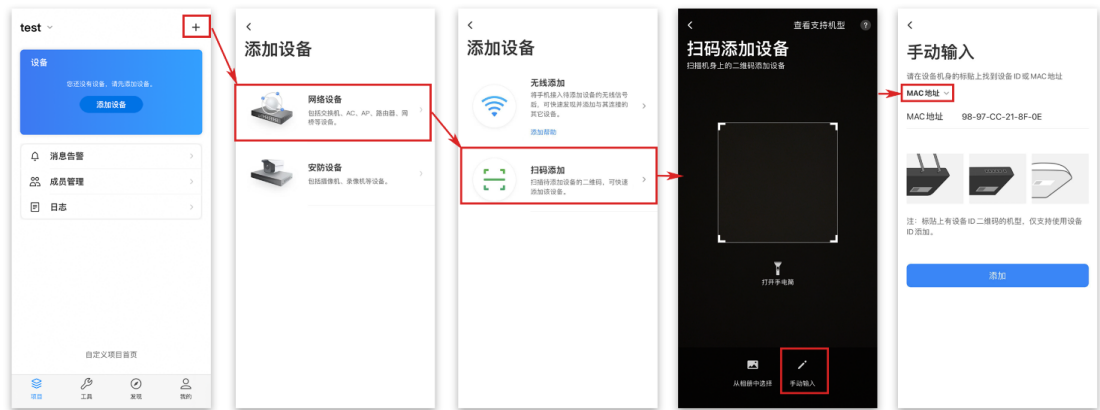 test
+
设备
您还没有设备，请先添加设备。
添加设备
消息告警
成员管理
日志
自定义项目首页
项目
工具
发现
我的
添加设备
网络设备
包括交换机、AC、AP、路由器、网
桥等设备。
安防设备
包括摄像机、录像机等设备。
添加设备
无线添加
将手机接入待添加设备的无线信号
后，可快速发现并添加与其连接的
其它设备。
添加帮助
扫码添加
扫描待添加设备的二维码，可快速
添加该设备。
查看支持机型
?
扫码添加设备
扫描机身上的二维码添加设备
打开手电筒
从相册中选择
手动输入
手动输入
请在设备机身的标贴上找到设备ID或MAC地址
MAC地址
MAC地址 98-97-CC-21-8F-0E
注：标贴上有设备ID二维码的机型，仅支持使用设备
ID添加。
添加